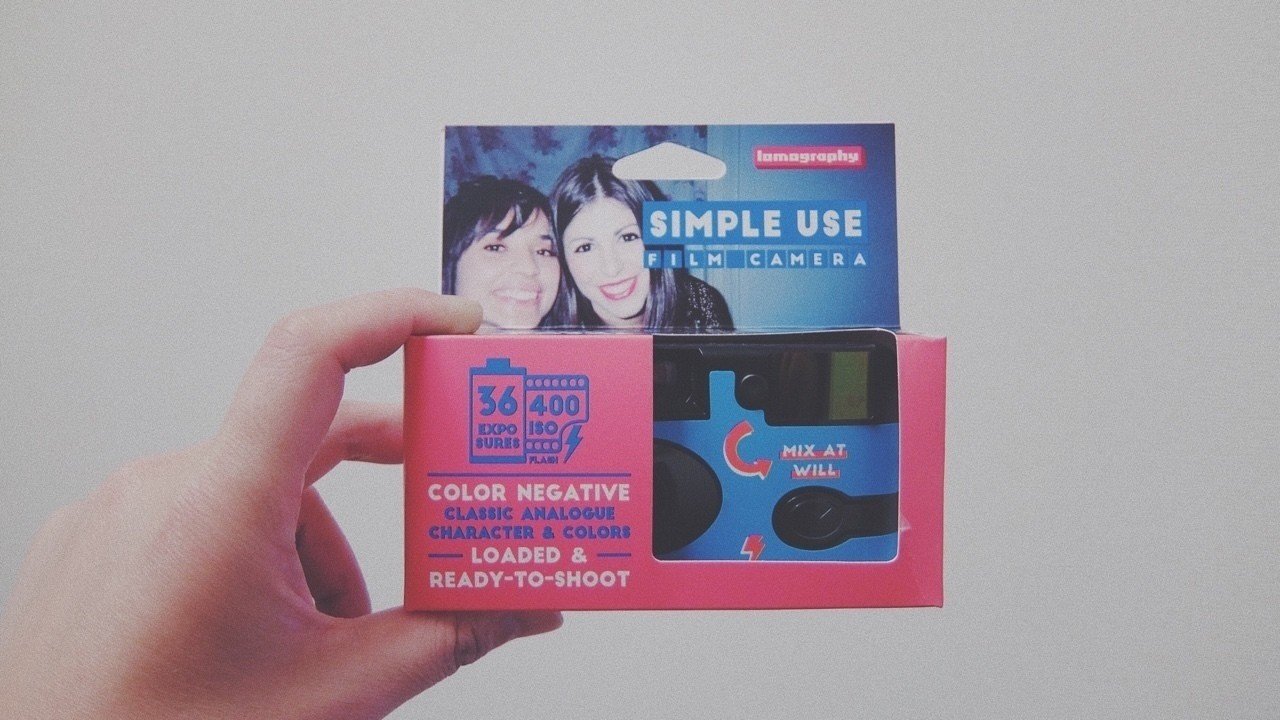 lomography
SIMPLE USE
FILM CAMERA
36
EXPO
SURES
400
ISO
FLASH
COLOR NEGATIVE
CLASSIC ANALOGUE
CHARACTER & COLORS
LOADED &
READY-TO-SHOOT
MIX AT
WILL